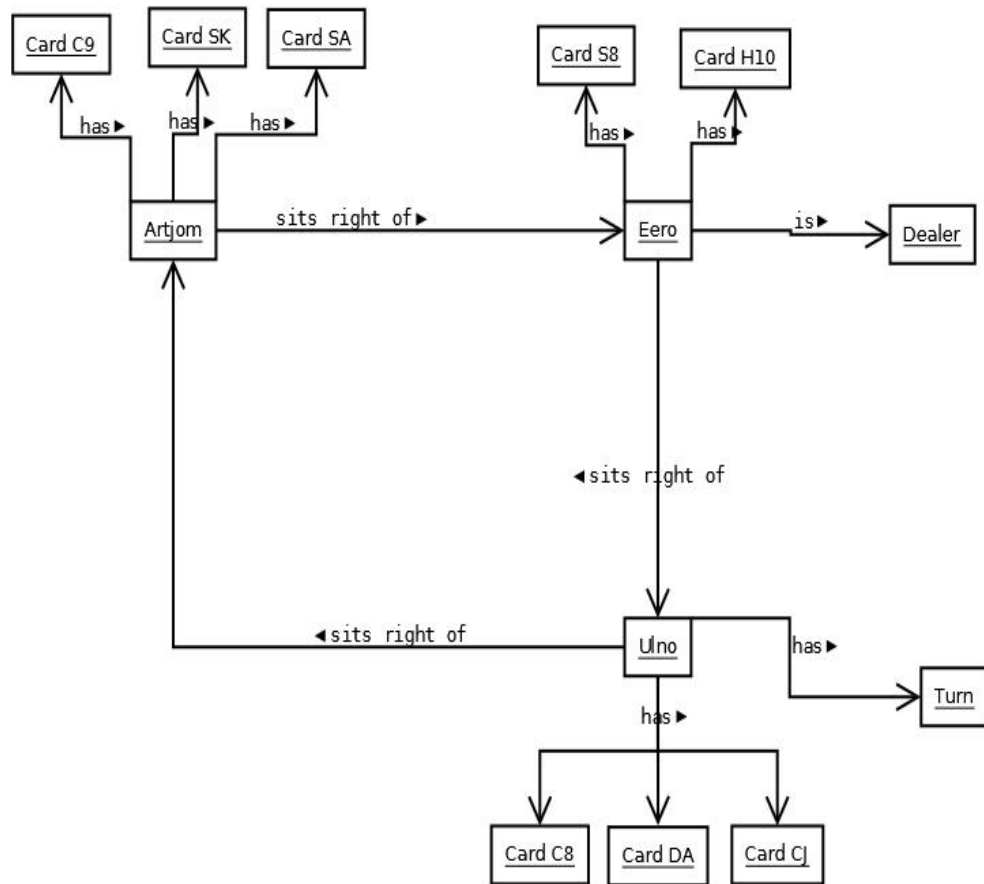 Card C9
Card SK
Card SA
Card S8
Card H10
has▶
has▶
has▶
has▶
has▶
Artjom
sits right of▶
Eero
is▶
Dealer
◀sits right of
◀sits right of
Ulno
has▶
Turn
has▶
Card C8
Card DA
Card CJ